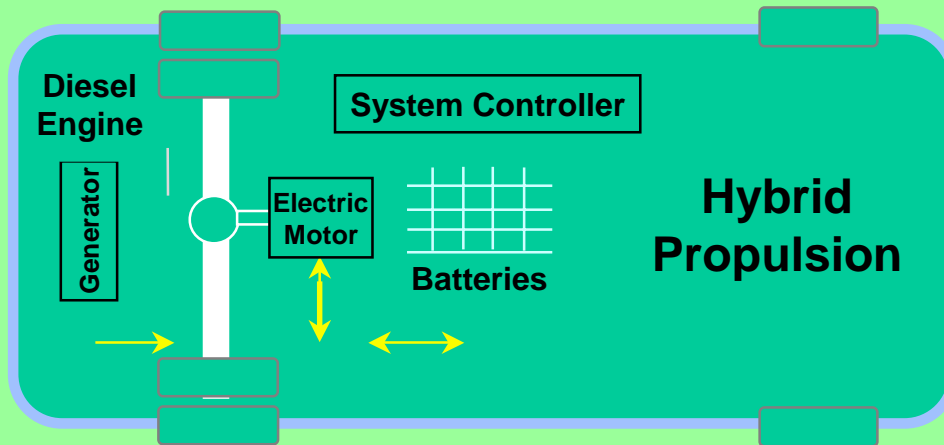 Diesel
Engine
System Controller
Generator
Electric
Motor
Batteries
Hybrid
Propulsion